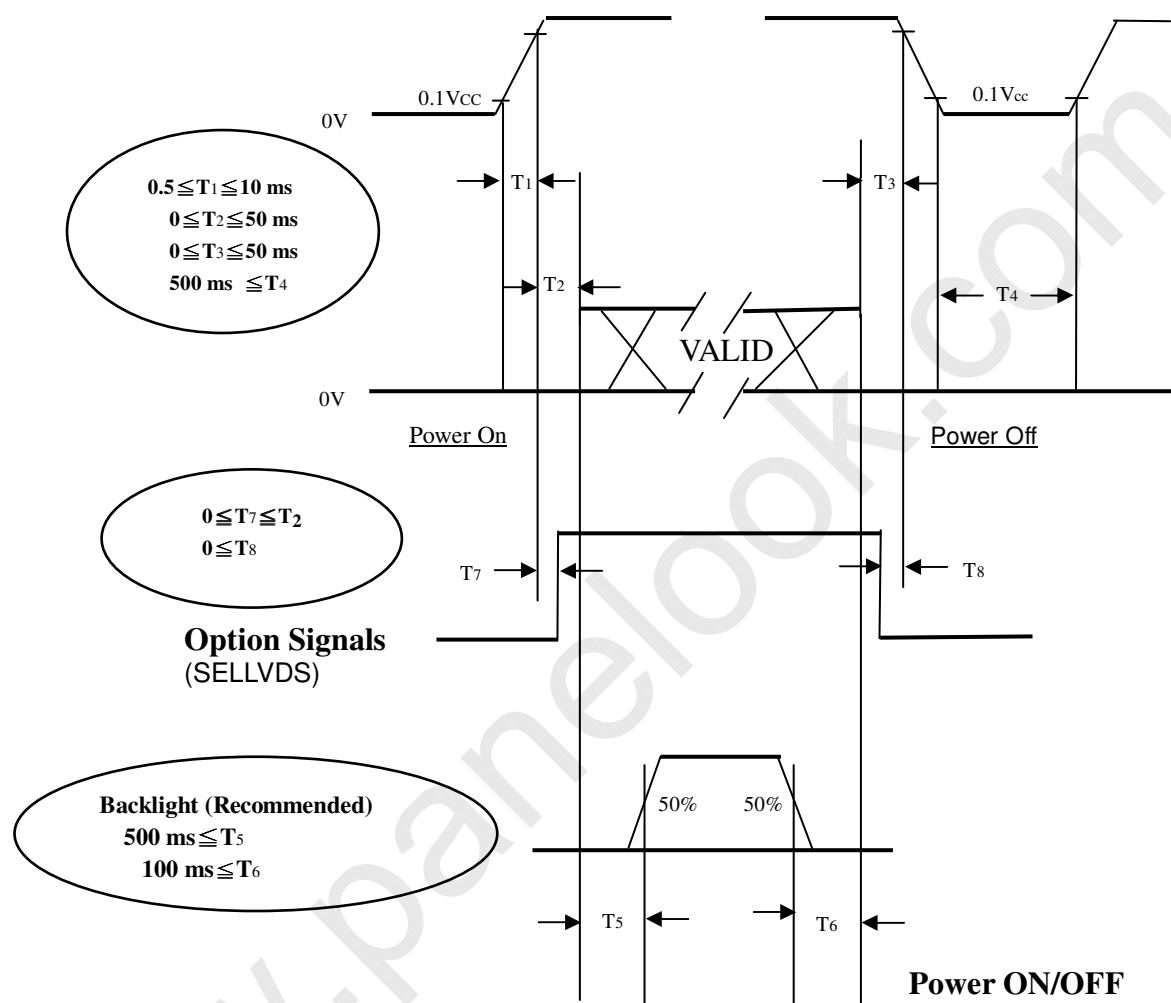 0.1VCC
0.1Vcc
0V
0.5≦T1≦10 ms
0≦T2≦50 ms
0≦T3≦50 ms
500 ms ≦T4
T1
T3
T2
T4
VALID
0V
Power On
Power Off
0≦T7≦T2
0≦T8
T7
T8
Option Signals
(SELLVDS)
Backlight (Recommended)
500 ms≦T5
100 ms≦T6
50%
50%
T5
T6
Power ON/OFF
.panelook.com